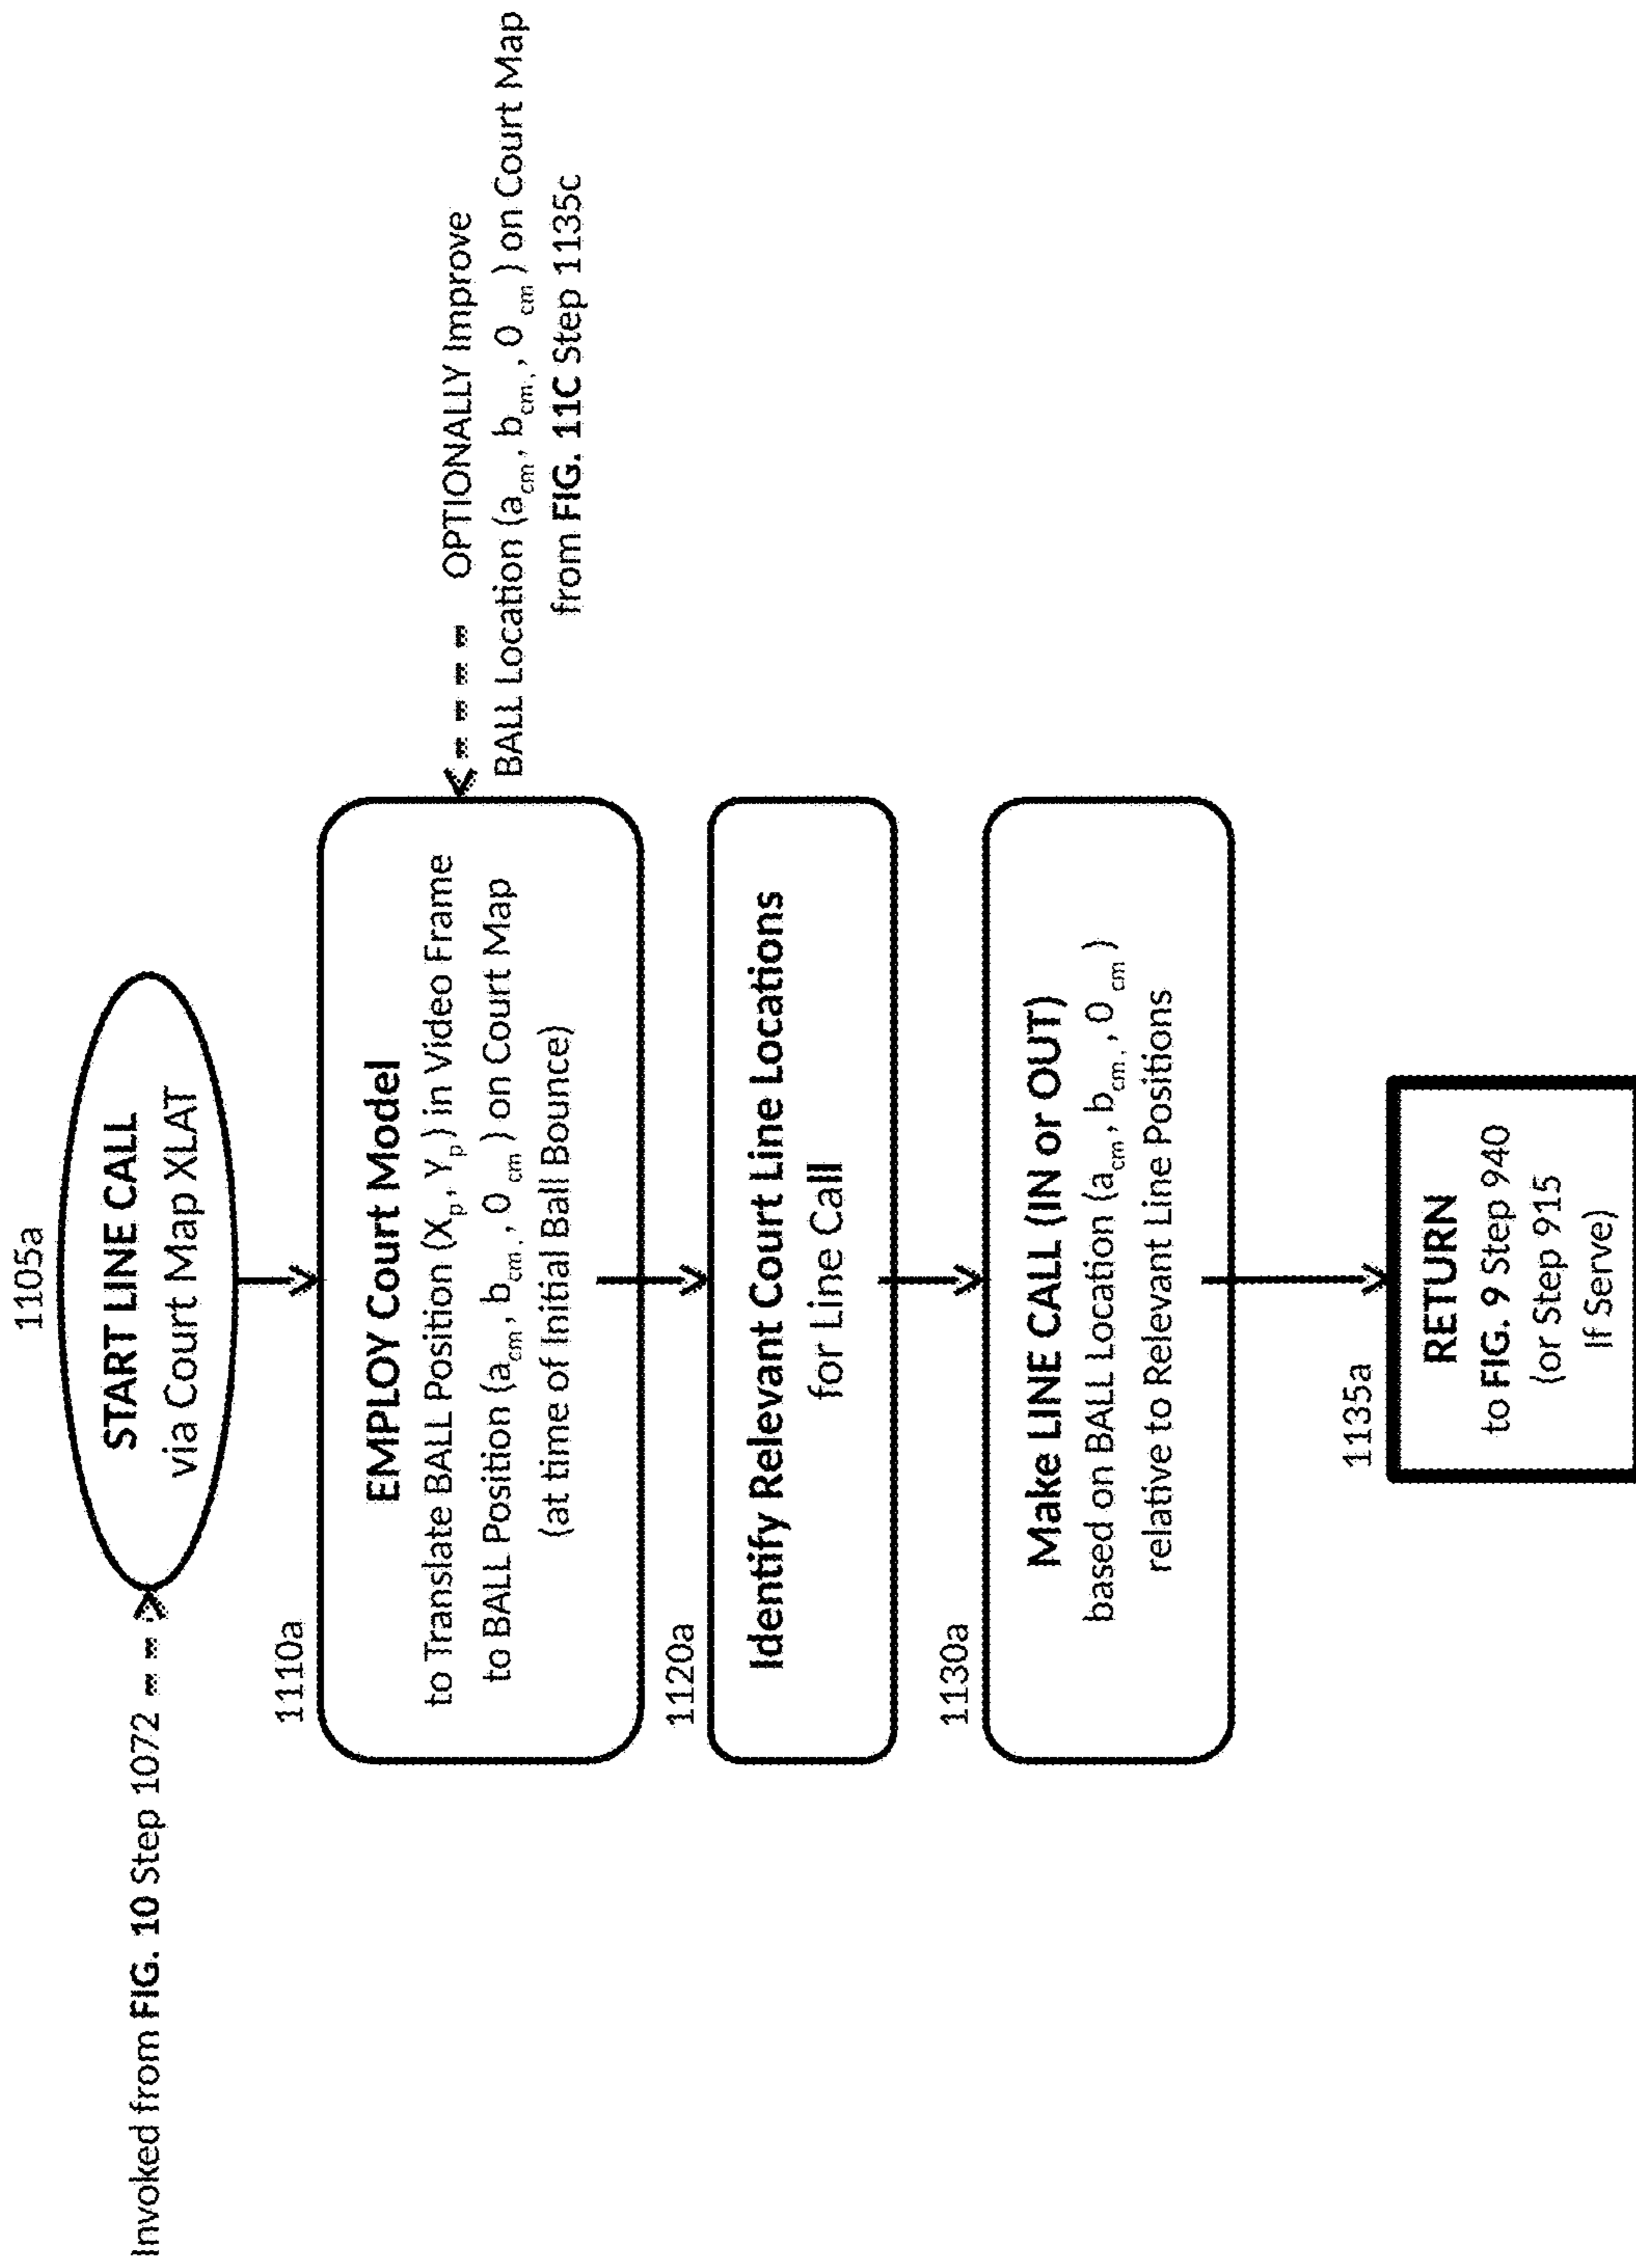 1105a
Invoked from FIG. 10 Step 1072
START LINE CALL
via Court Map XLAT
1110a
EMPLOY Court Model
to Translate BALL Position (Xp, Yp) in Video Frame
to BALL Position (acm, bcm, 0cm) on Court Map
(at time of Initial Ball Bounce)
OPTIONALLY Improve
BALL Location (acm, bcm, 0cm) on Court Map
from FIG. 11C Step 1135c
1120a
Identify Relevant Court Line Locations
for Line Call
1130a
Make LINE CALL (IN or OUT)
based on BALL Location (acm, bcm, 0cm)
relative to Relevant Line Positions
1135a
RETURN
to FIG. 9 Step 940
(or Step 915
If Serve)